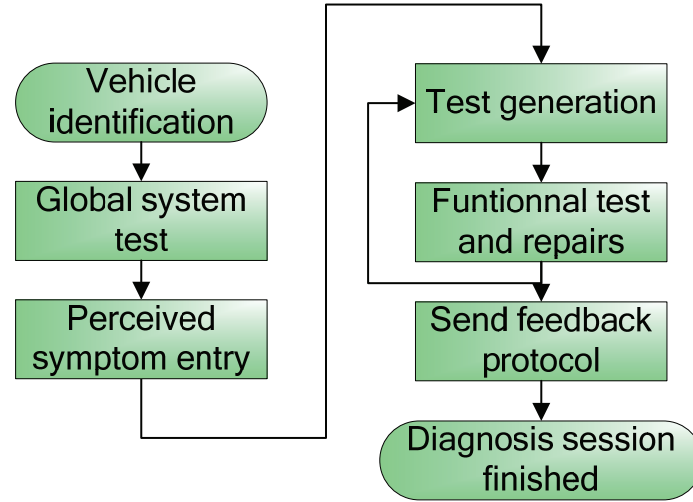 Vehicle
identification
Global system
test
Perceived
symptom entry
Test generation
Funtionnal test
and repairs
Send feedback
protocol
Diagnosis session
finished